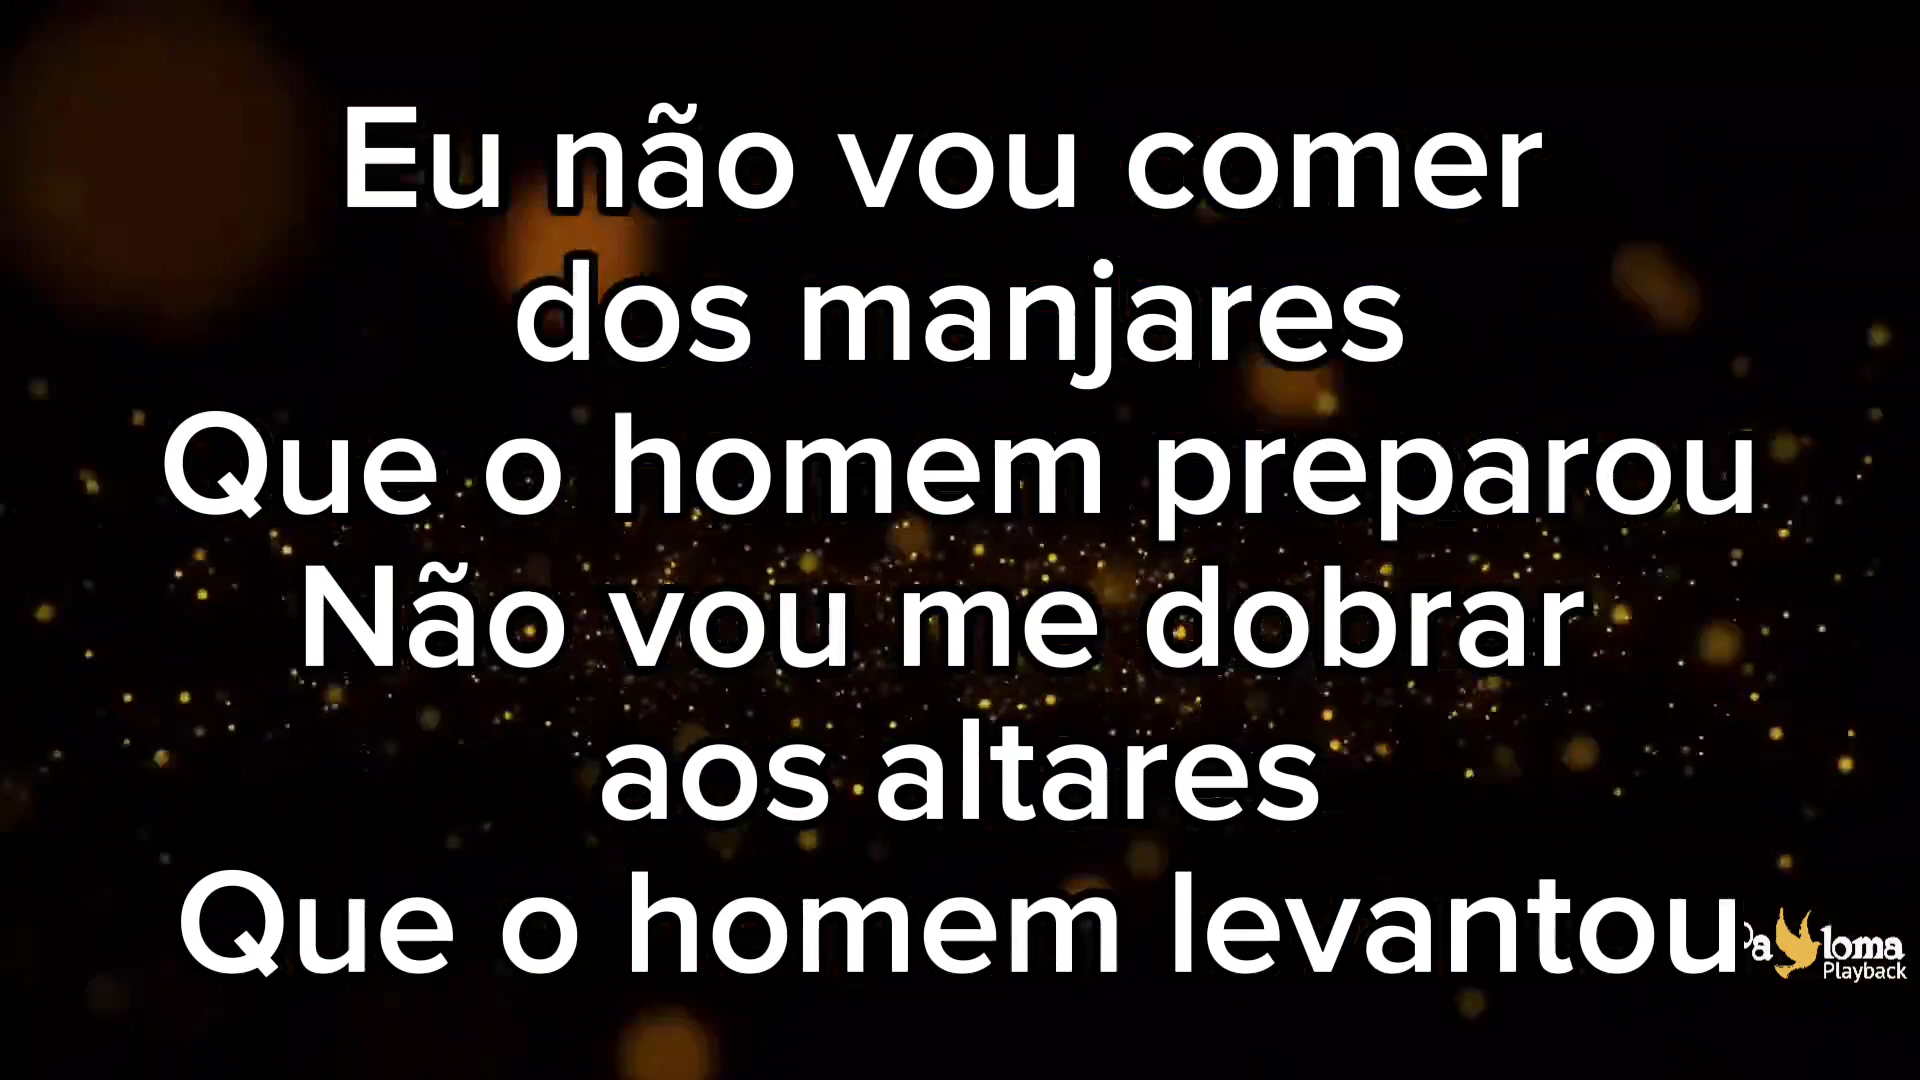 Eu não vou comer
dos manjares
Que o homem preparou
Não vou me dobrar
aos altares
Que o homem levantou
Paloma
Playback